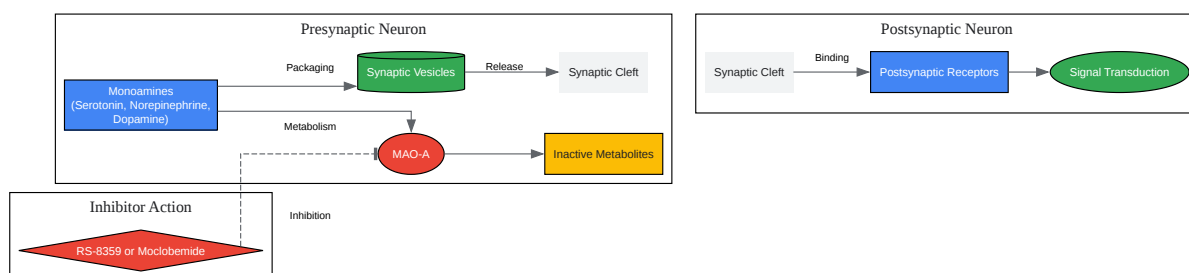 Presynaptic Neuron
Packaging
Synaptic Vesicles
Release
Synaptic Cleft
Monoamines
(Serotonin, Norepinephrine,
Dopamine)
Metabolism
MAO-A
Inactive Metabolites
Inhibitor Action
RS-8359 or Moclobemide
Inhibition
Postsynaptic Neuron
Synaptic Cleft
Binding
Postsynaptic Receptors
Signal Transduction